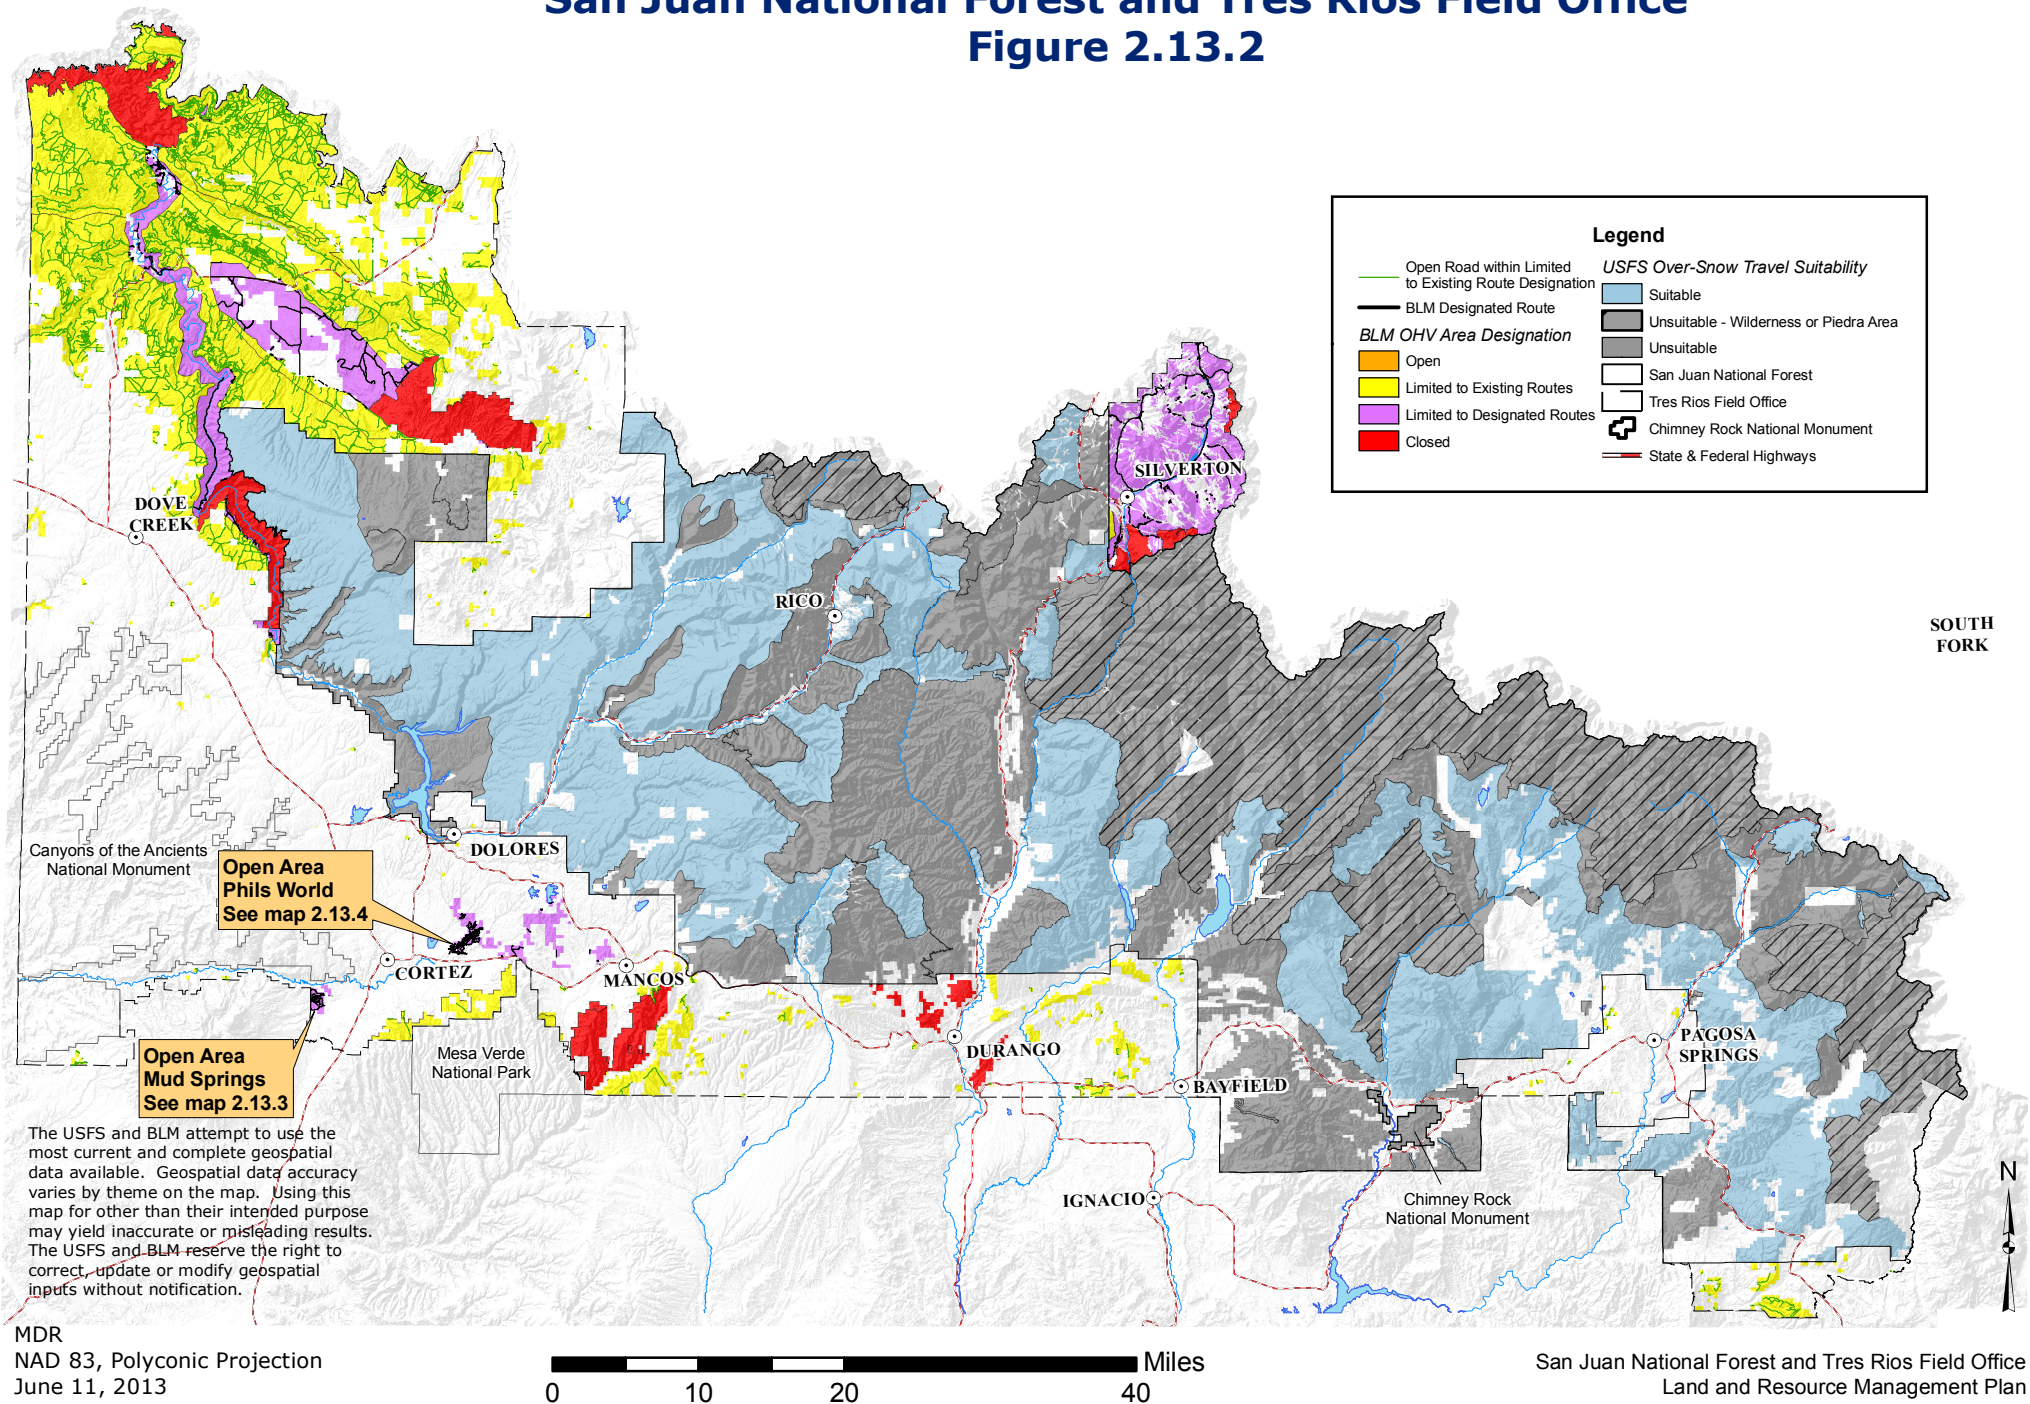 San Juan National Forest and Tres Rios Field Office
Figure 2.13.2
Legend
Open Road within Limited
to Existing Route Designation
BLM Designated Route
BLM OHV Area Designation
Open
Limited to Existing Routes
Limited to Designated Routes
Closed
USFS Over-Snow Travel Suitability
Suitable
Unsuitable - Wilderness or Piedra Area
Unsuitable
San Juan National Forest
Tres Rios Field Office
Chimney Rock National Monument
State & Federal Highways
SILVERTON
DOVE
CREEK
RICO
SOUTH
FORK
DOLORES
Canyons of the Ancients
National Monument
Open Area
Phils World
See map 2.13.4
CORTEZ
MANCOS
Open Area
Mud Springs
See map 2.13.3
Mesa Verde
National Park
DURANGO
BAYFIELD
PAGOSA
SPRINGS
IGNACIO
Chimney Rock
National Monument
N
The USFS and BLM attempt to use the
most current and complete geospatial
data available.  Geospatial data accuracy
varies by theme on the map.  Using this
map for other than their intended purpose
may yield inaccurate or misleading results.
The USFS and BLM reserve the right to
correct, update or modify geospatial
inputs without notification.
MDR
NAD 83, Polyconic Projection
June 11, 2013
Miles
0 10 20 40
San Juan National Forest and Tres Rios Field Office
Land and Resource Management Plan